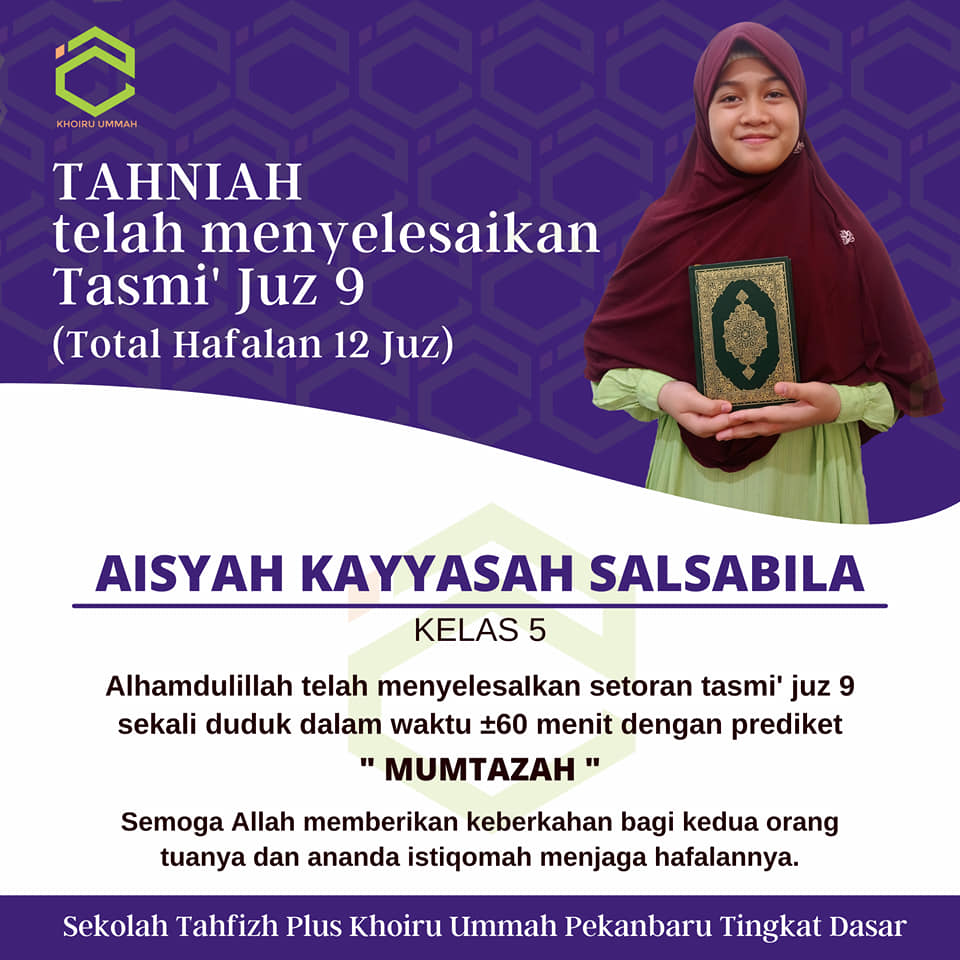 KHOIRU UMMAH
TAHNIAH
telah menyelesaikan
Tasmi' Juz 9
(Total Hafalan 12 Juz)
AISYAH KAYYASAH SALSABILA
KELAS 5
Alhamdulillah telah menyelesaIkan setoran tasmi' juz 9
sekali duduk dalam waktu ±60 menit dengan prediket
" MUMTAZAH "
Semoga Allah memberikan keberkahan bagi kedua orang
tuanya dan ananda istiqomah menjaga hafalannya.
Sekolah Tahfizh Plus Khoiru Ummah Pekanbaru Tingkat Dasar